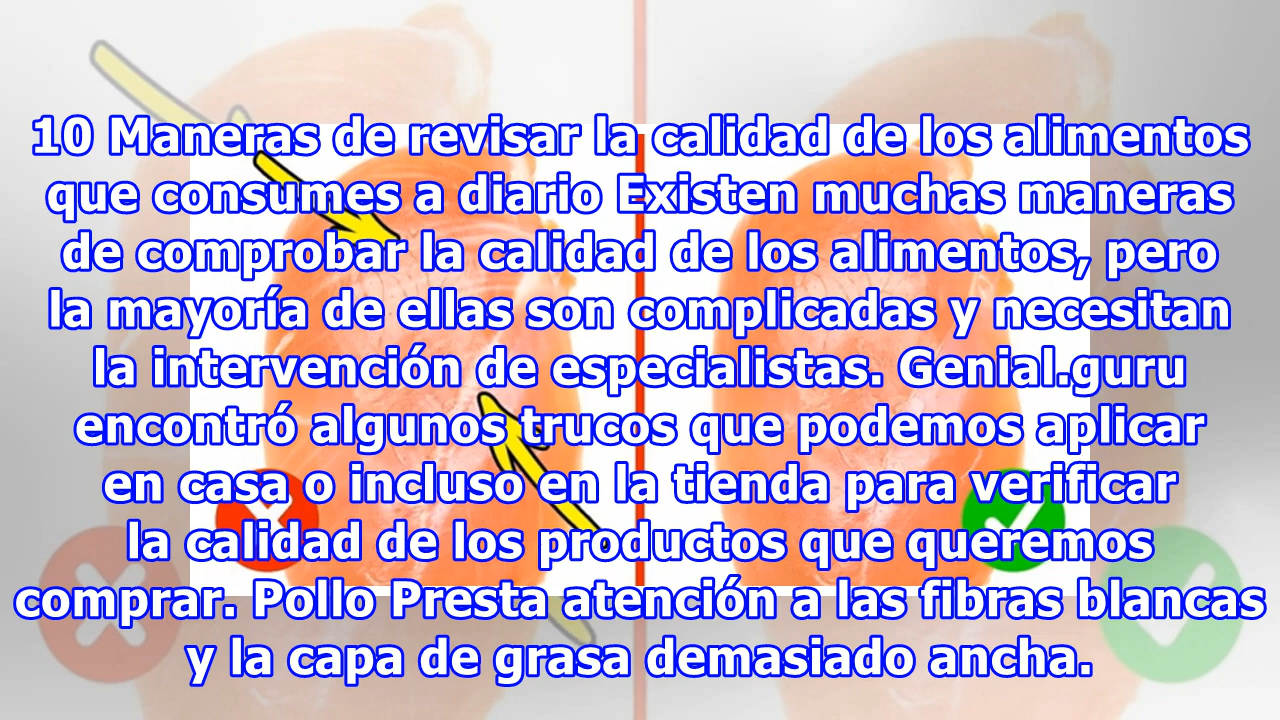 10 Maneras de revisar la calidad de los alimentos
que consumes a diario Existen muchas maneras
de comprobar la calidad de los alimentos, pero
la mayoría de ellas son complicadas y necesitan
la intervención de especialistas. Genial.guru
encontró algunos trucos que podemos aplicar
en casa o incluso en la tienda para verificar
la calidad de los productos que queremos
comprar. Pollo Presta atención a las fibras blancas
y la capa de grasa demasiado ancha.